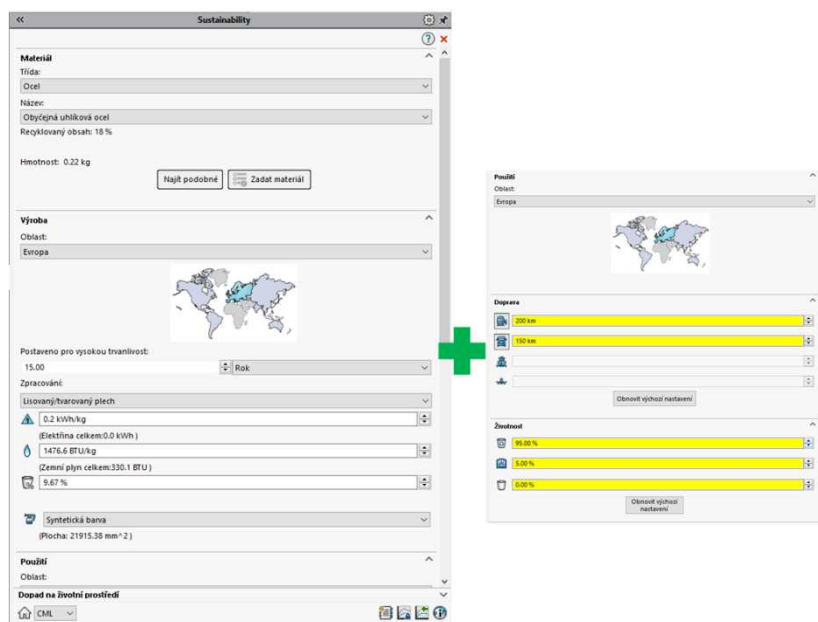 Sustainability
Materiál
Třída:
Ocel
Název:
Obyčejná uhlíková ocel
Recyklovaný obsah: 18 %
Hmotnost: 0.22 kg
Najít podobné
Zadat materiál
Výroba
Oblast:
Evropa
Postaveno pro vysokou trvanlivost:
15.00
Rok
Zpracování:
Lisovaný/tvarovaný plech
0.2 kWh/kg
(Elektřina celkem:0.0 kWh )
1476.6 BTU/kg
(Zemní plyn celkem:330.1 BTU )
9.67 %
Syntetická barva
(Plocha: 21915.38 mm^2 )
Použití
Oblast:
Dopad na životní prostředí
CML
Použití
Oblast:
Evropa
Doprava
200 km
150 km
Obnovit výchozí nastavení
Životnost
95.00 %
5.00 %
0.00 %
Obnovit výchozí
nastavení